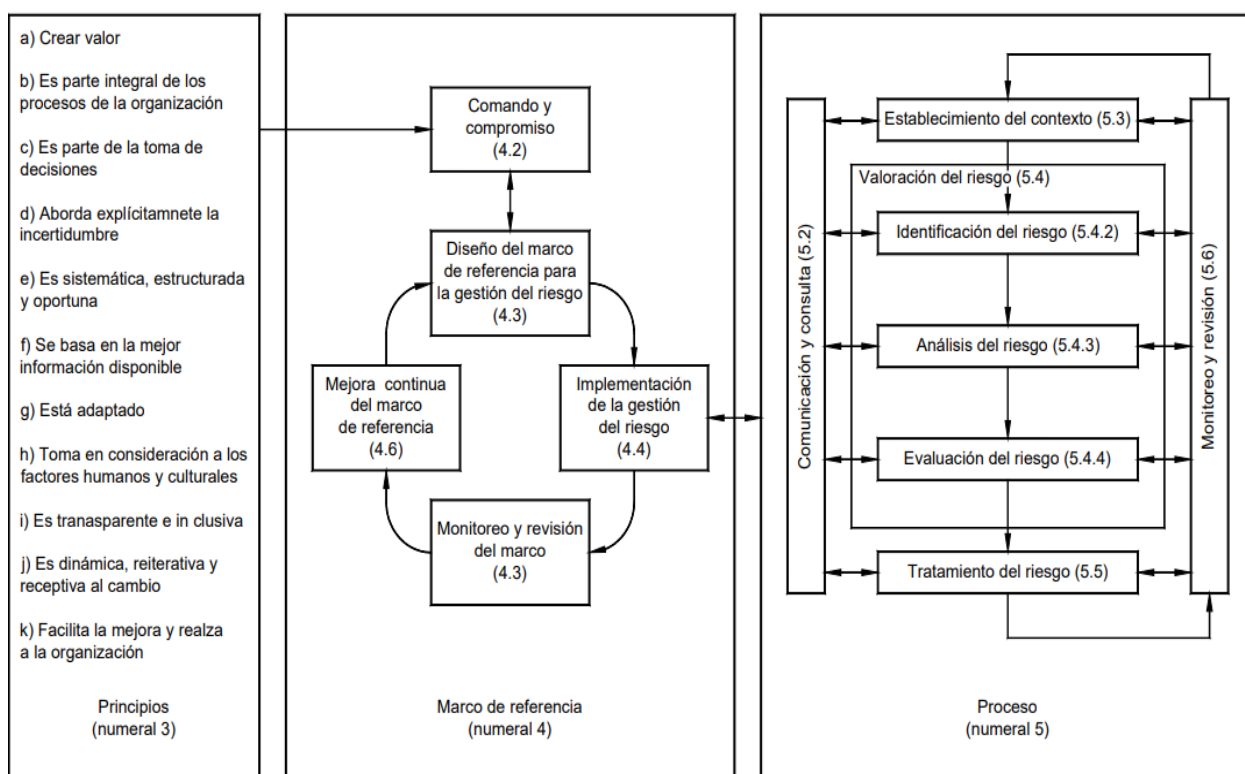 a) Crear valor
b) Es parte integral de los
procesos de la organización
c) Es parte de la toma de
decisiones
d) Aborda explícitamnete la
incertidumbre
e) Es sistemática, estructurada
y oportuna
f) Se basa en la mejor
información disponible
g) Está adaptado
h) Toma en consideración a los
factores humanos y culturales
i) Es tranasparente e in clusiva
j) Es dinámica, reiterativa y
receptiva al cambio
k) Facilita la mejora y realza
a la organización
Principios
(numeral 3)
Comando y
compromiso
(4.2)
Diseño del marco
de referencia para
la gestión del riesgo
(4.3)
Mejora continua
del marco
de referencia
(4.6)
Implementación
de la gestión
del riesgo
(4.4)
Monitoreo y revisión
del marco
(4.3)
Marco de referencia
(numeral 4)
Comunicación y consulta (5.2)
Establecimiento del contexto (5.3)
Valoración del riesgo (5.4)
Identificación del riesgo (5.4.2)
Análisis del riesgo (5.4.3)
Evaluación del riesgo (5.4.4)
Tratamiento del riesgo (5.5)
Monitoreo y revisión (5.6)
Proceso
(numeral 5)